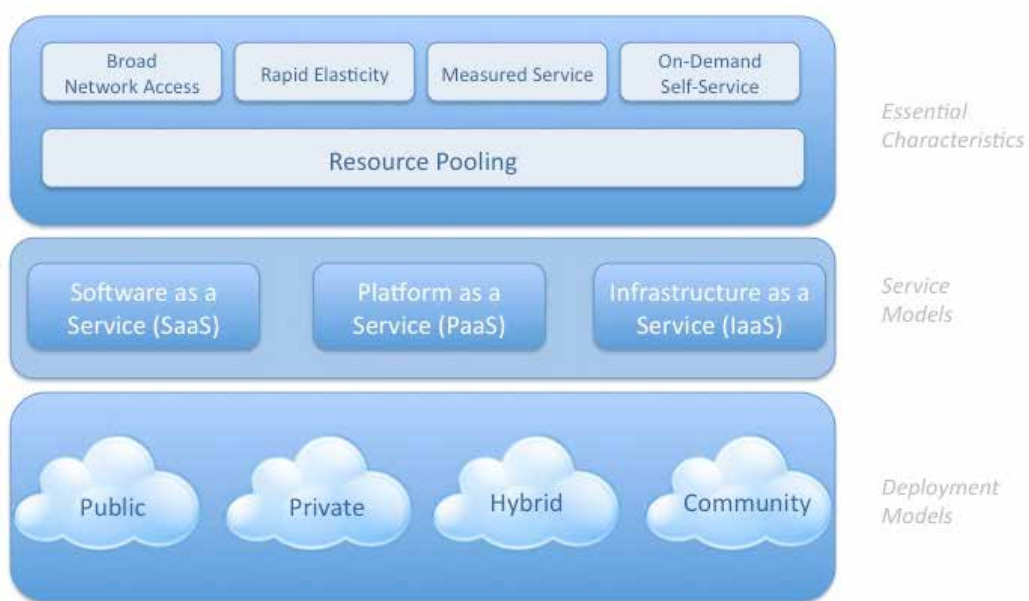 Broad
Network Access
Rapid Elasticity
Measured Service
On-Demand
Self-Service
Resource Pooling
Essential
Characteristics
Software as a
Service (SaaS)
Platform as a
Service (PaaS)
Infrastructure as a
Service (IaaS)
Service
Models
Public
Private
Hybrid
Community
Deployment
Models